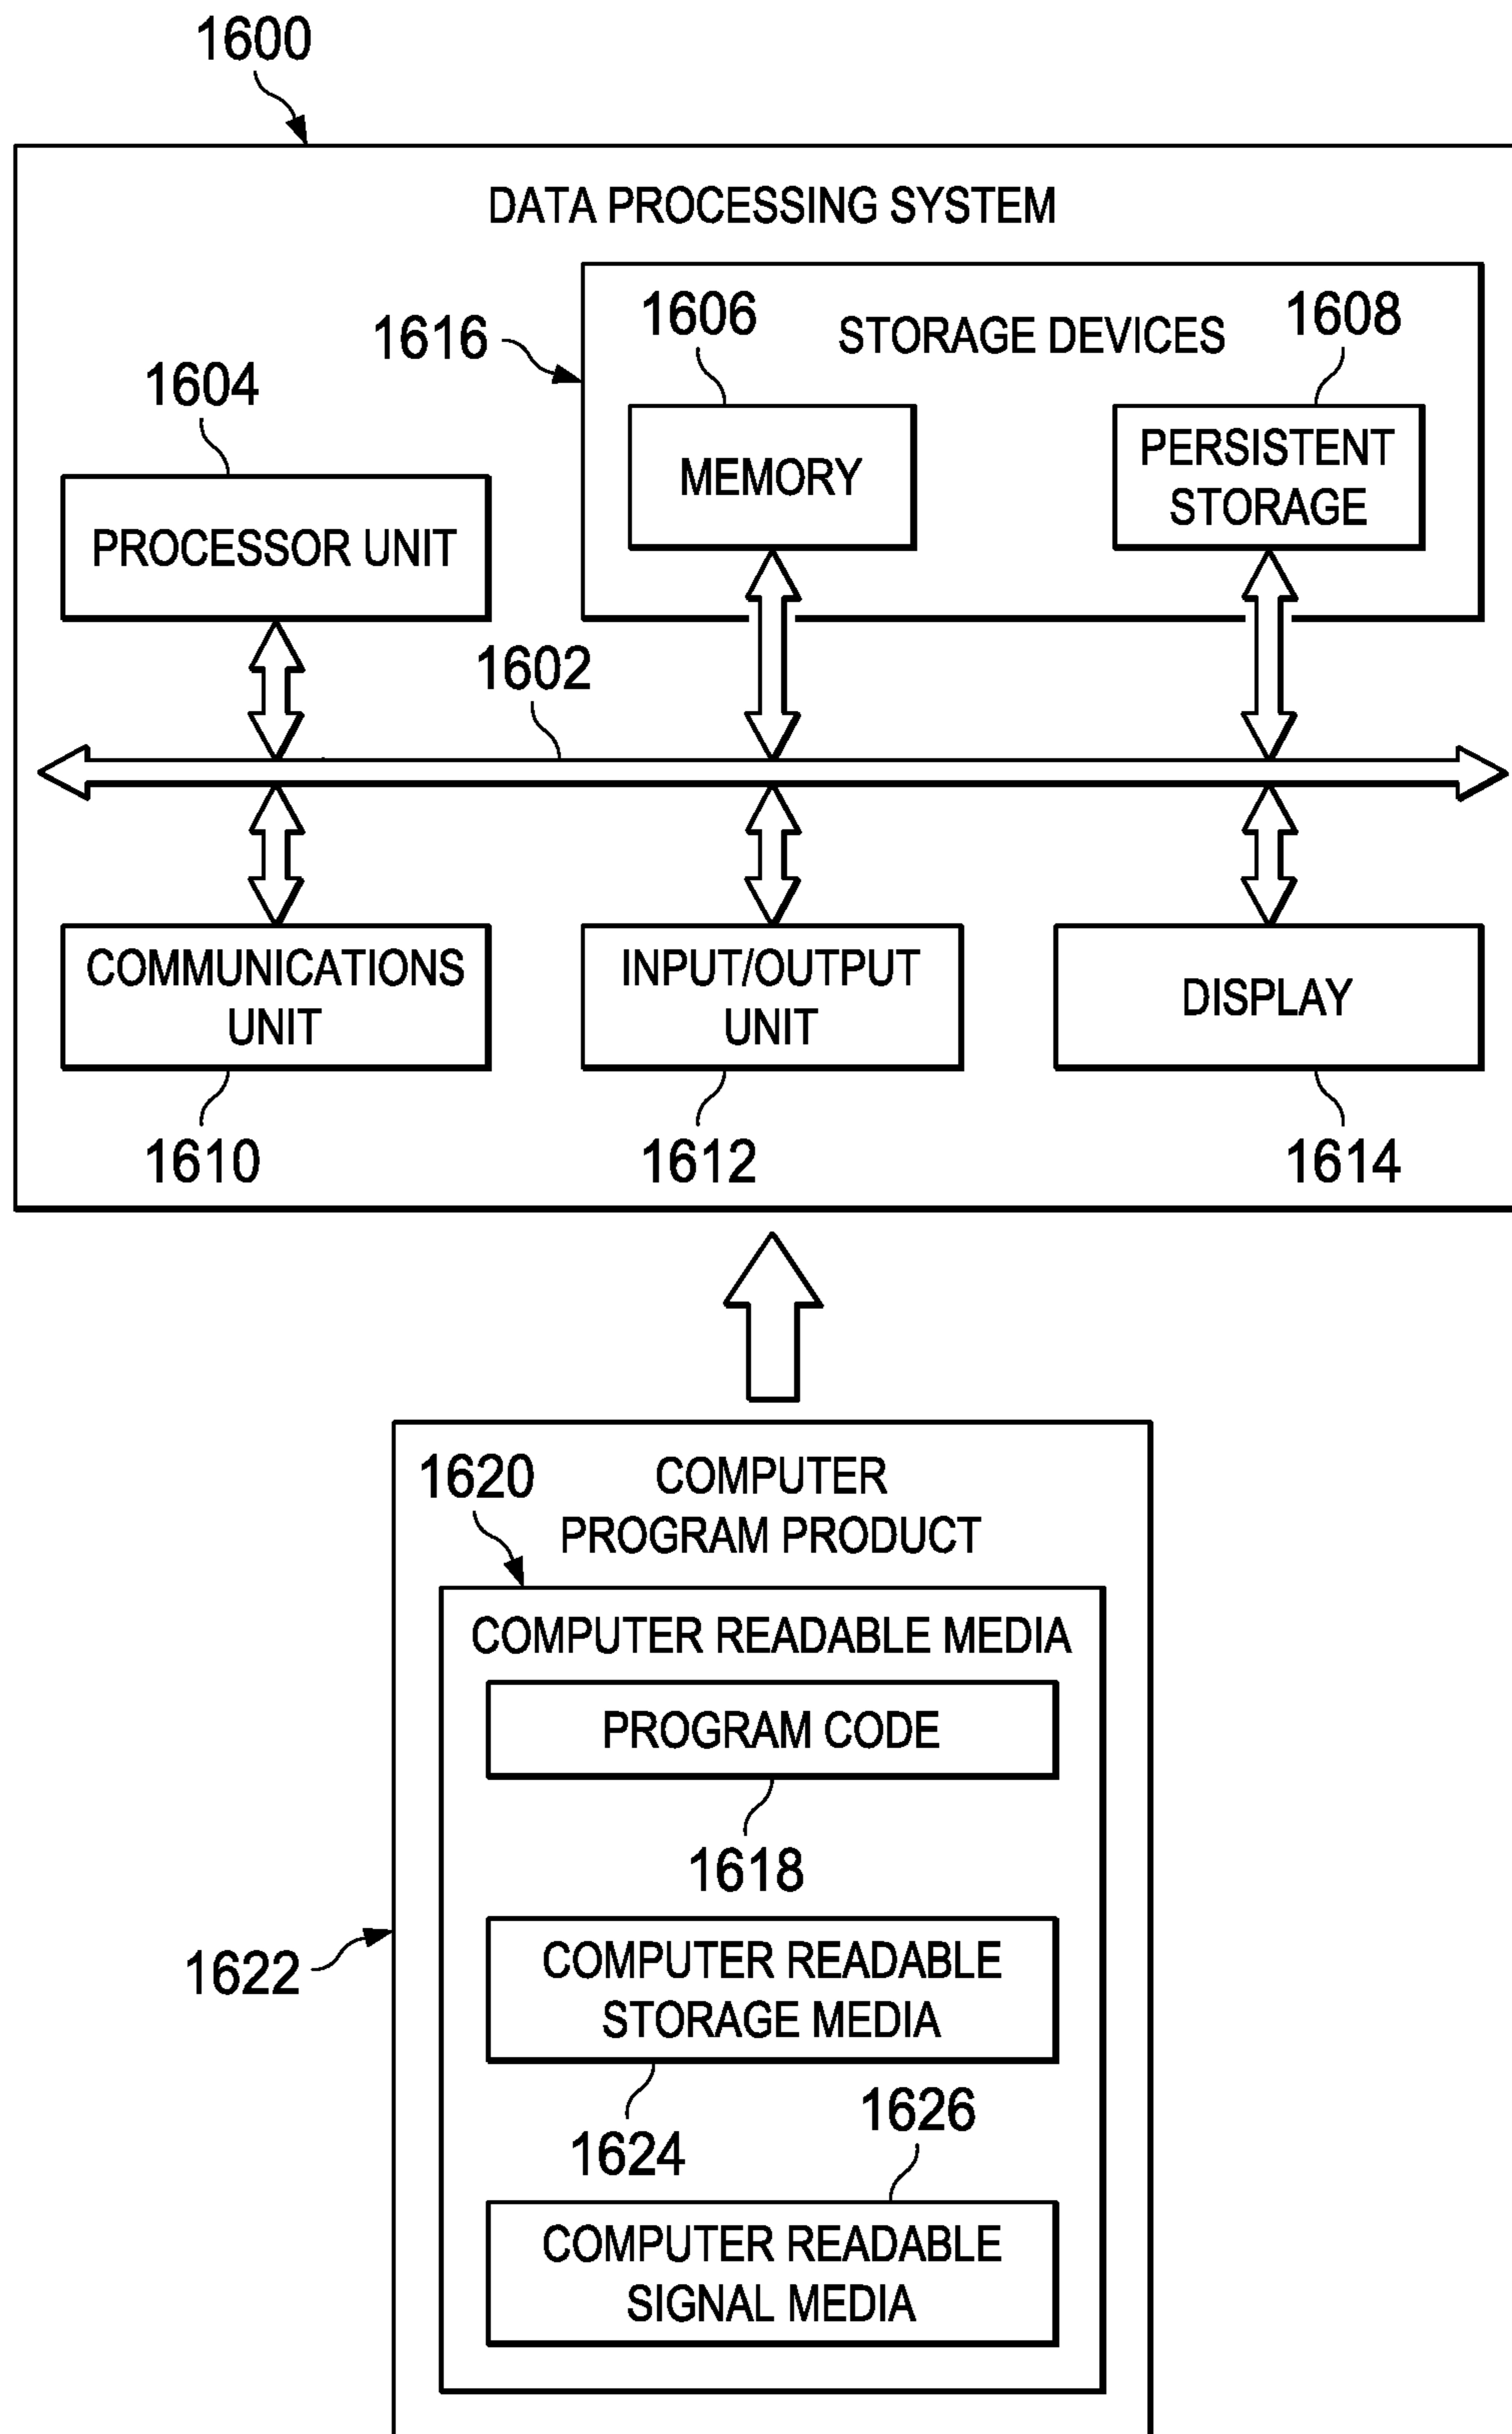 1600
DATA PROCESSING SYSTEM
1606
STORAGE DEVICES
1608
1616
1604
MEMORY
PERSISTENT
STORAGE
PROCESSOR UNIT
1602
COMMUNICATIONS
UNIT
INPUT/OUTPUT
UNIT
DISPLAY
1610
1612
1614
1620
COMPUTER
PROGRAM PRODUCT
COMPUTER READABLE MEDIA
PROGRAM CODE
1618
1622
COMPUTER READABLE
STORAGE MEDIA
1624
1626
COMPUTER READABLE
SIGNAL MEDIA